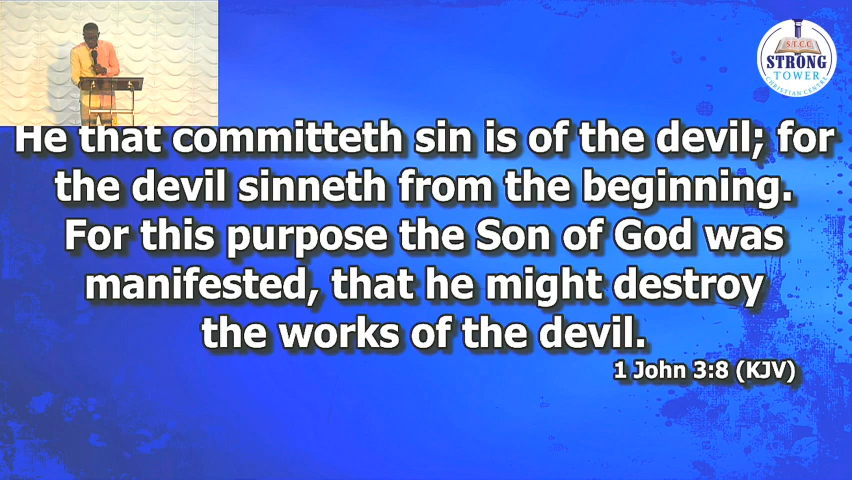 S.T.C.C
STRONG
TOWER
CHRISTIAN CENTRE
He that committeth sin is of the devil; for
the devil sinneth from the beginning.
For this purpose the Son of God was
manifested, that he might destroy
the works of the devil.
1 John 3:8 (KJV)